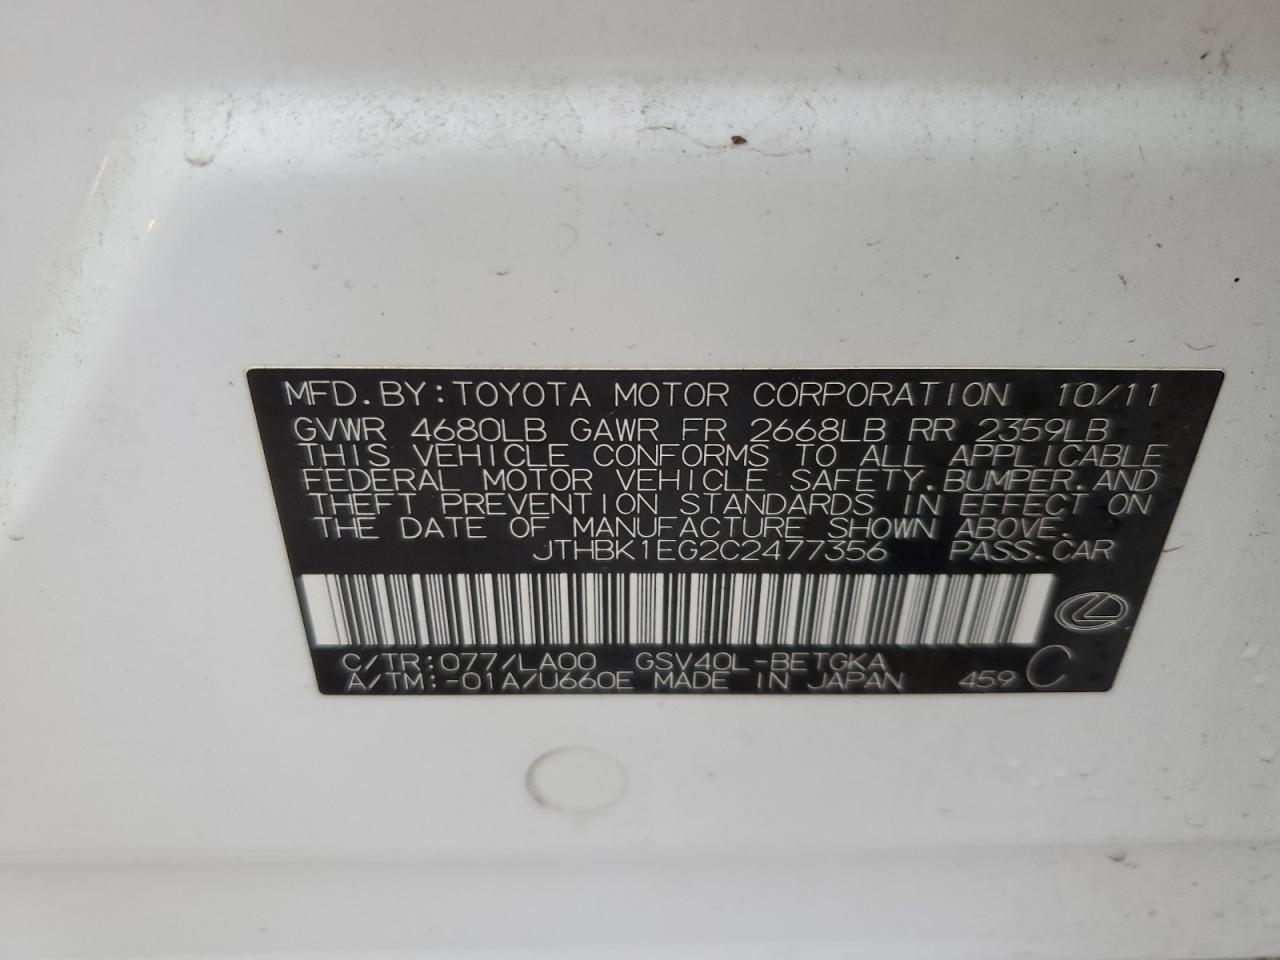 MFD. BY: TOYOTA MOTOR CORPORATION 10/11
GVWR 4680LB GAWR FR 2668LB RR 2359LB
THIS VEHICLE CONFORMS TO ALL APPLICABLE
FEDERAL MOTOR VEHICLE SAFETY, BUMPER, AND
THEFT PREVENTION STANDARDS IN EFFECT ON
THE DATE OF MANUFACTURE SHOWN ABOVE.
JTHBK1EG2C2477356 PASS. CAR
C/TR: 077/LA00 GSV40L-BETGKA
A/TM: -01A/U660E MADE IN JAPAN 459 C